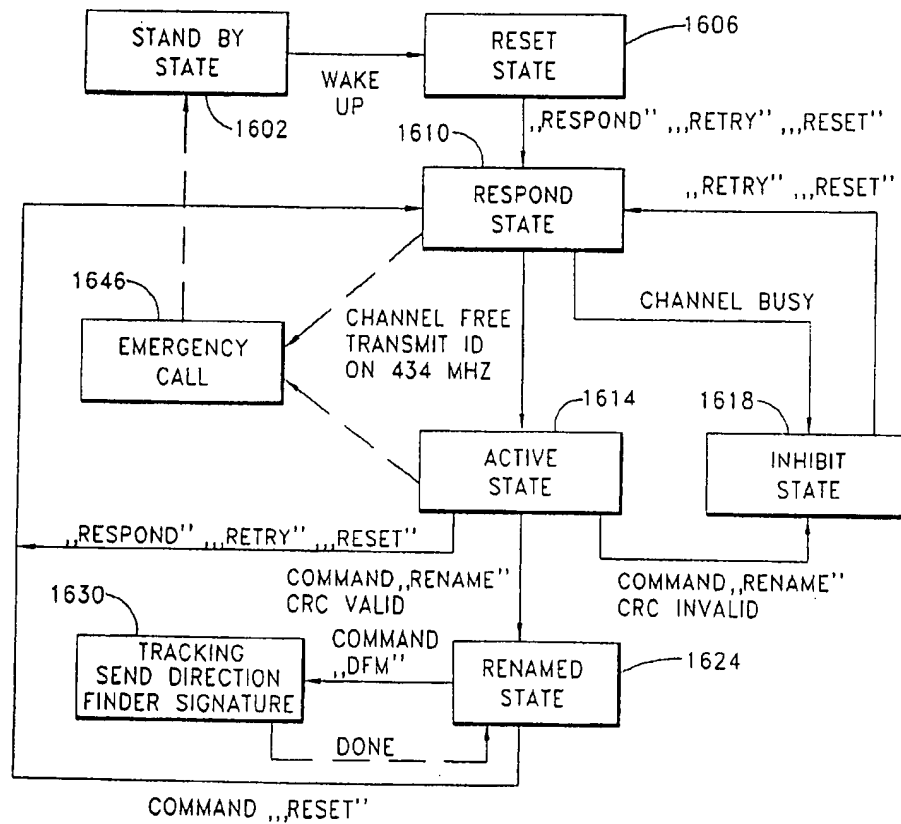 STAND BY
STATE
1602
WAKE
UP
RESET
STATE
1606
„RESPOND" „,RETRY" „,RESET"
1610
RESPOND
STATE
„RETRY" „,RESET"
1646
EMERGENCY
CALL
CHANNEL FREE
TRANSMIT ID
ON 434 MHZ
CHANNEL BUSY
1614
ACTIVE
STATE
1618
INHIBIT
STATE
„RESPOND" „,RETRY" „,RESET"
COMMAND„RENAME"
CRC VALID
COMMAND„RENAME"
CRC INVALID
1630
TRACKING
SEND DIRECTION
FINDER SIGNATURE
COMMAND
„DFM"
RENAMED
STATE
1624
DONE
COMMAND „,RESET"